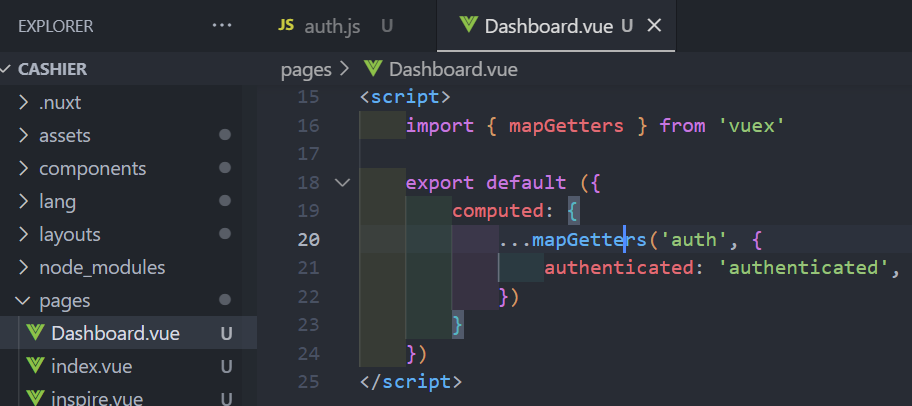 EXPLORER ...
CASHIER
.nuxt
assets
components
lang
layouts
node_modules
pages
Dashboard.vue U
index.vue U
inspire.vue
JS auth.js U
Dashboard.vue U
pages > Dashboard.vue
15 <script>
16 import { mapGetters } from 'vuex'
17
18 export default ({
19 computed: {
20 ...mapGetters('auth', {
21 authenticated: 'authenticated',
22 })
23 }
24 })
25 </script>